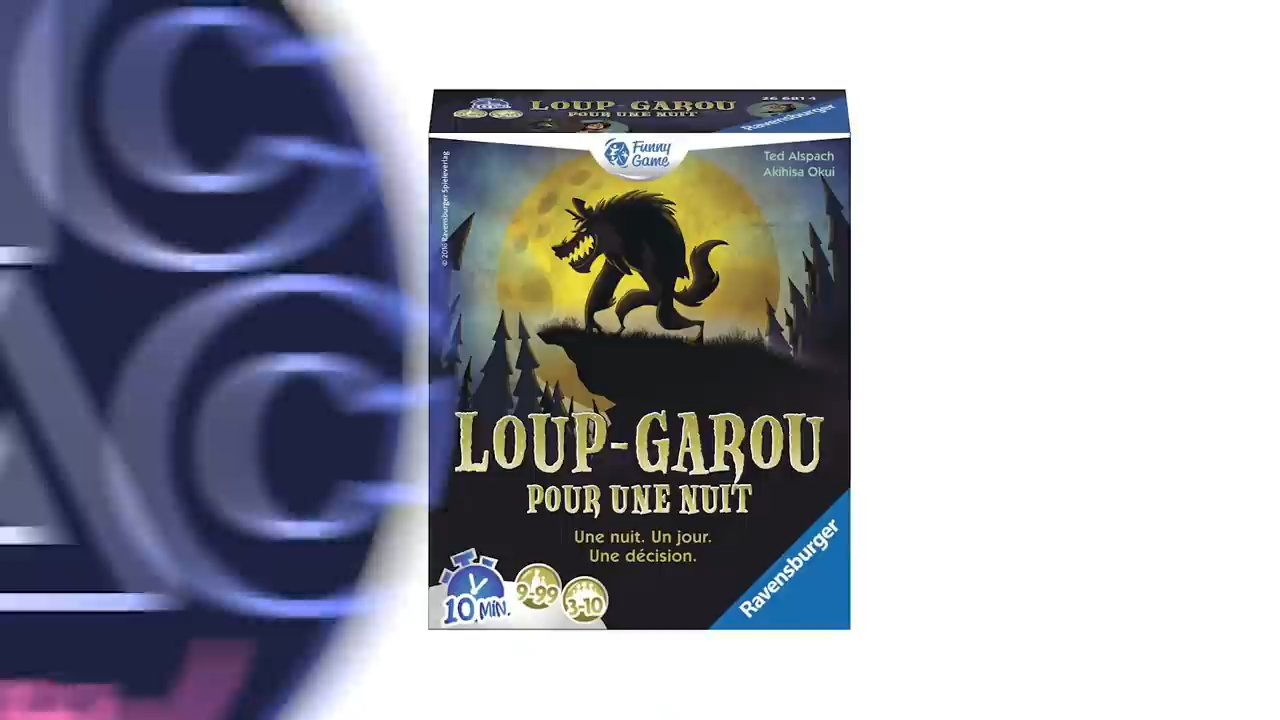 LOUP-GAROU
POUR UNE NUIT
Ravensburger
Funny
Game
Ted Alspach
Akihisa Okui
© 2016 Ravensburger Spieleverlag
LOUP-GAROU
POUR UNE NUIT
Une nuit. Un jour.
Une décision.
10 MIN.
9-99
3-10
Ravensburger